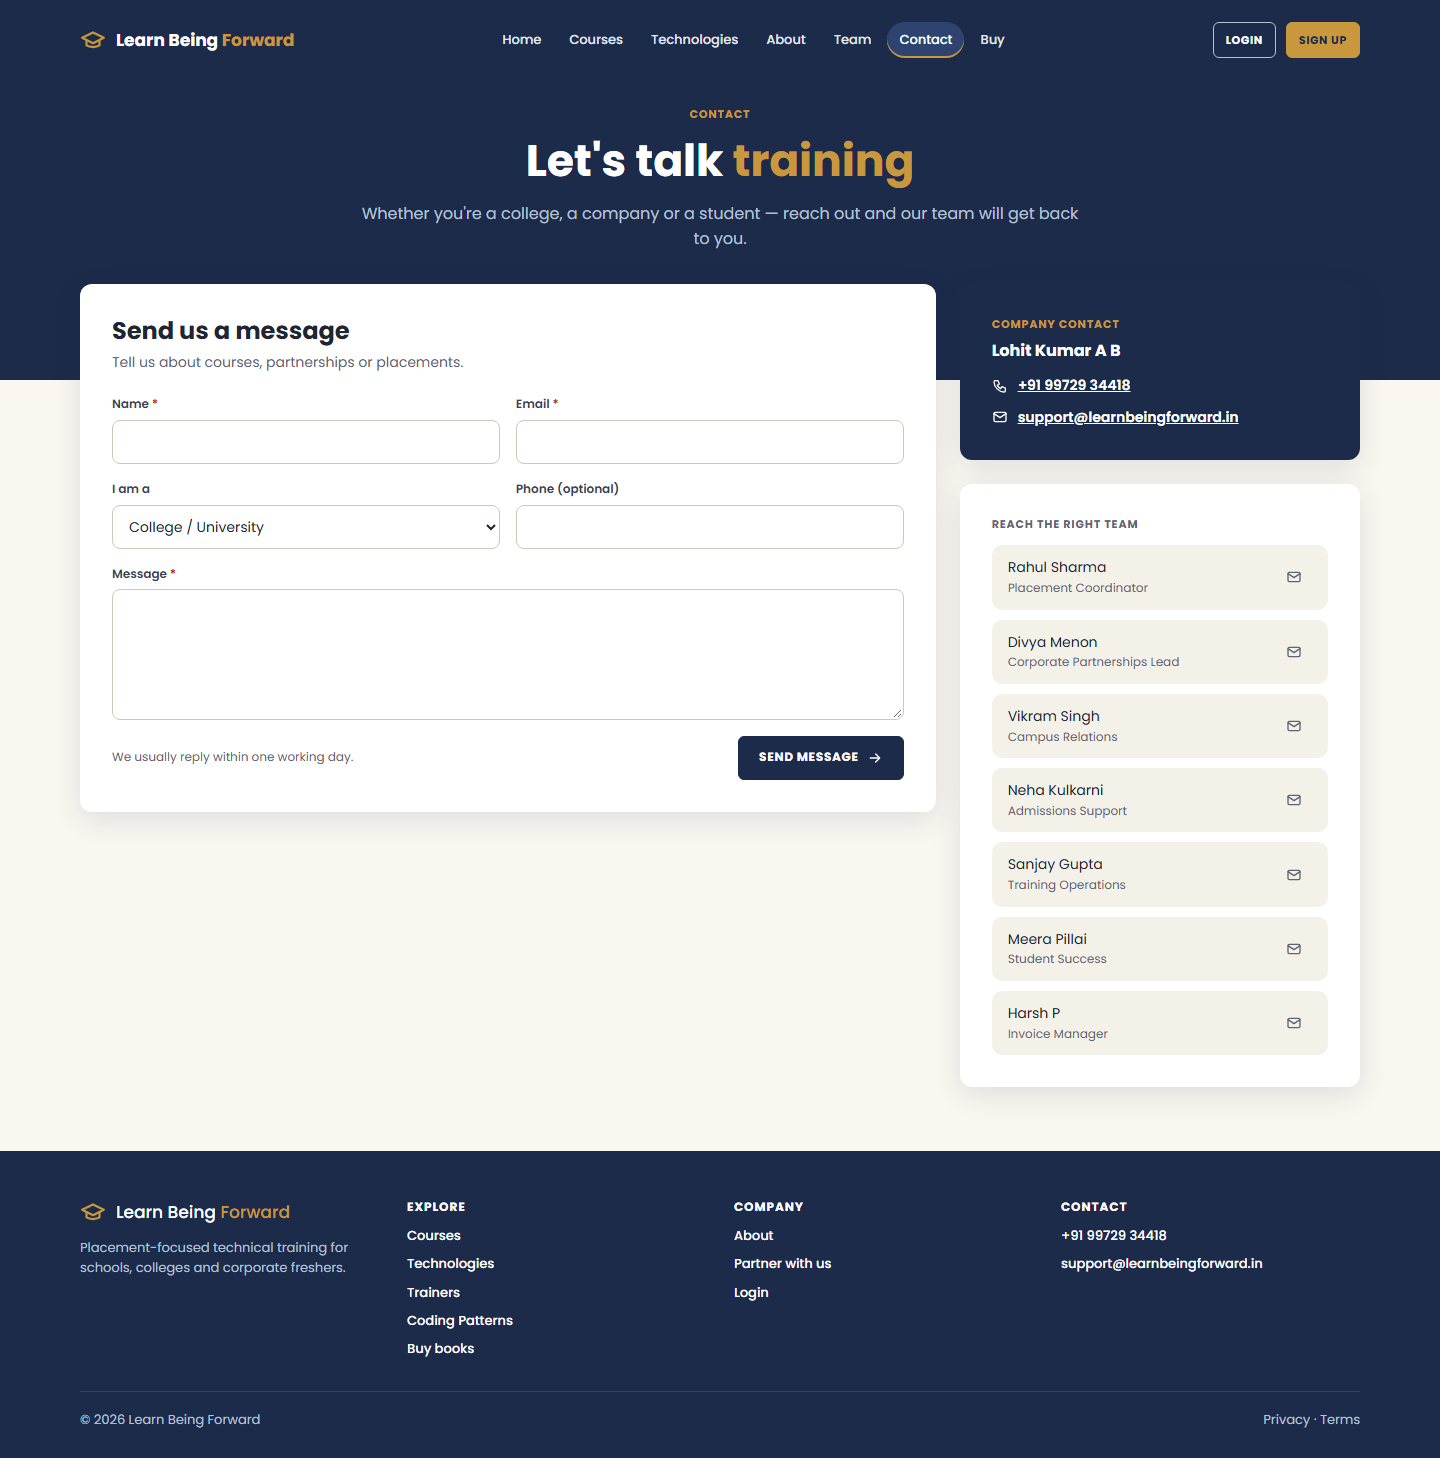 Learn Being Forward
Home
Courses
Technologies
About
Team
Contact
Buy
LOGIN
SIGN UP
CONTACT
Let's talk training
Whether you're a college, a company or a student — reach out and our team will get back
to you.
Send us a message
Tell us about courses, partnerships or placements.
Name *
Email *
I am a
Phone (optional)
College / University
Message *
We usually reply within one working day.
SEND MESSAGE →
COMPANY CONTACT
Lohit Kumar A B
+91 99729 34418
support@learnbeingforward.in
REACH THE RIGHT TEAM
Rahul Sharma
Placement Coordinator
Divya Menon
Corporate Partnerships Lead
Vikram Singh
Campus Relations
Neha Kulkarni
Admissions Support
Sanjay Gupta
Training Operations
Meera Pillai
Student Success
Harsh P
Invoice Manager
Learn Being Forward
Placement-focused technical training for
schools, colleges and corporate freshers.
EXPLORE
Courses
Technologies
Trainers
Coding Patterns
Buy books
COMPANY
About
Partner with us
Login
CONTACT
+91 99729 34418
support@learnbeingforward.in
© 2026 Learn Being Forward
Privacy · Terms